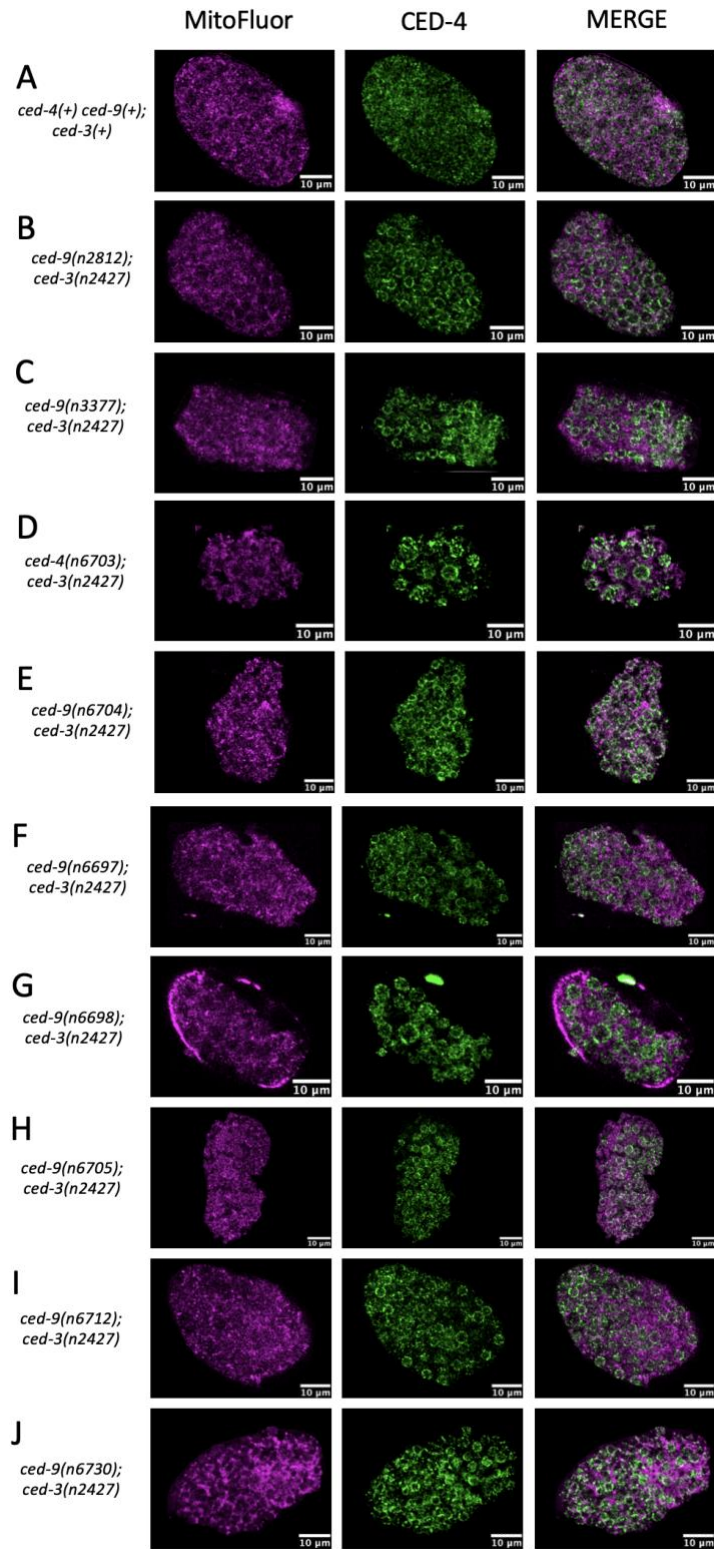 MitoFluor CED-4 MERGE
A
ced-4(+) ced-9(+);
ced-3(+)
10 µm 10 µm 10 µm
B
ced-9(n2812);
ced-3(n2427)
10 µm 10 µm 10 µm
C
ced-9(n3377);
ced-3(n2427)
10 µm 10 µm 10 µm
D
ced-4(n6703);
ced-3(n2427)
10 µm 10 µm 10 µm
E
ced-9(n6704);
ced-3(n2427)
10 µm 10 µm 10 µm
F
ced-9(n6697);
ced-3(n2427)
10 µm 10 µm 10 µm
G
ced-9(n6698);
ced-3(n2427)
10 µm 10 µm 10 µm
H
ced-9(n6705);
ced-3(n2427)
10 µm 10 µm 10 µm
I
ced-9(n6712);
ced-3(n2427)
10 µm 10 µm 10 µm
J
ced-9(n6730);
ced-3(n2427)
10 µm 10 µm 10 µm